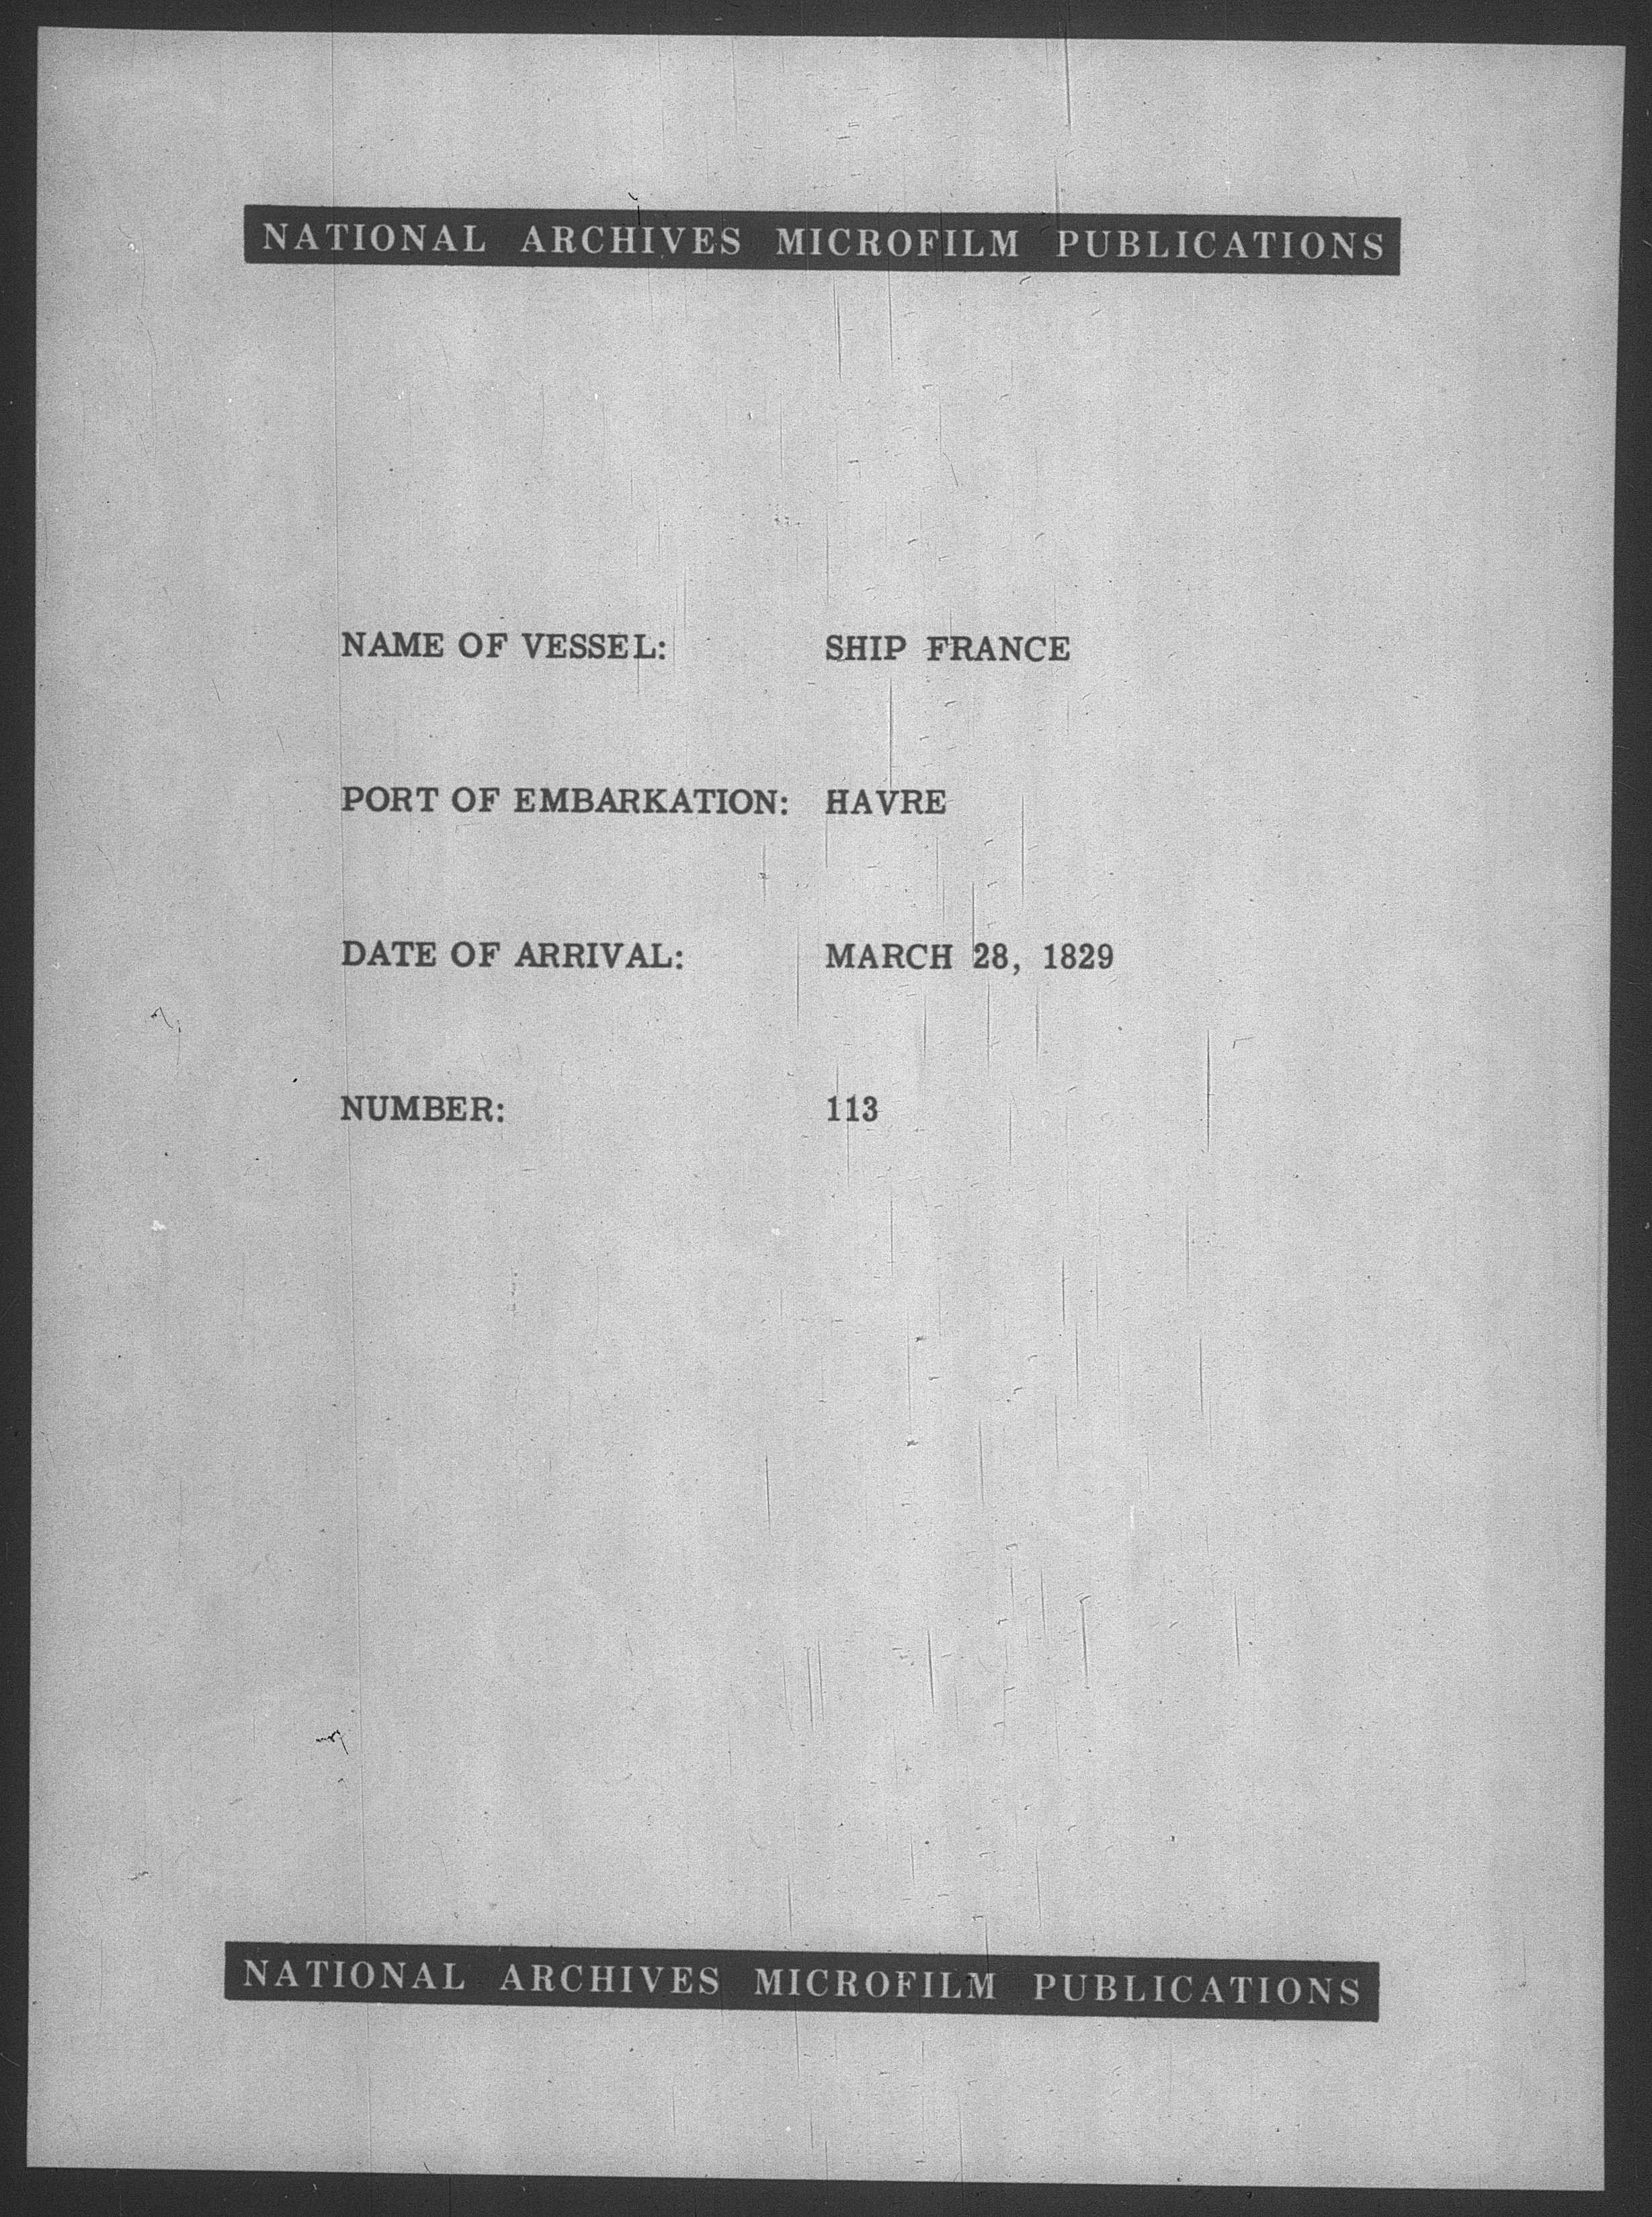 NATIONAL ARCHIVES MICROFILM PUBLICATIONS
NAME OF VESSEL: SHIP FRANCE
PORT OF EMBARKATION: HAVRE
DATE OF ARRIVAL: MARCH 28, 1829
NUMBER: 113
NATIONAL ARCHIVES MICROFILM PUBLICATIONS